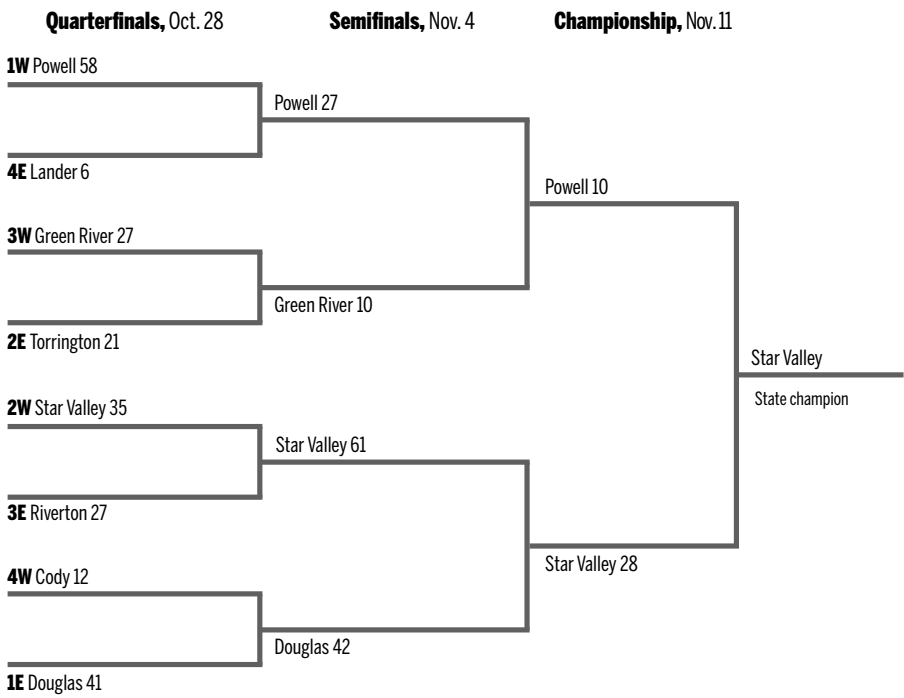 Quarterfinals, Oct. 28
Semifinals, Nov. 4
Championship, Nov. 11
1W Powell 58
4E Lander 6
3W Green River 27
2E Torrington 21
2W Star Valley 35
3E Riverton 27
4W Cody 12
1E Douglas 41
Powell 27
Green River 10
Star Valley 61
Douglas 42
Powell 10
Star Valley 28
Star Valley
State champion